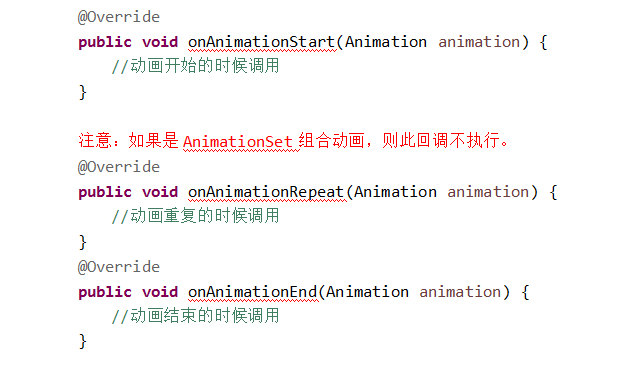 @Override
public void onAnimationStart(Animation animation) {
//动画开始的时候调用
}
注意：如果是 AnimationSet 组合动画，则此回调不执行。
@Override
public void onAnimationRepeat(Animation animation) {
//动画重复的时候调用
}
@Override
public void onAnimationEnd(Animation animation) {
//动画结束的时候调用
}